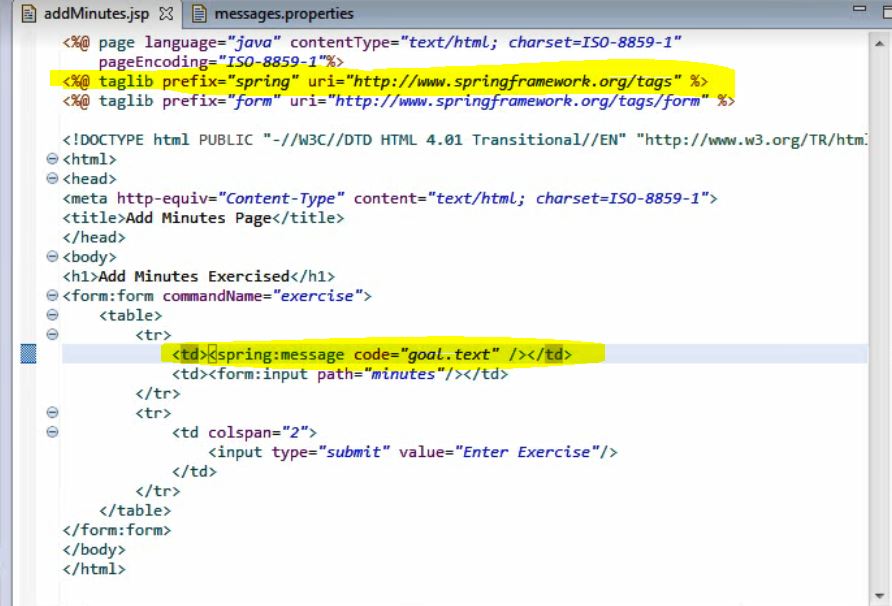 addMinutes.jsp messages.properties
<%@ page language="java" contentType="text/html; charset=ISO-8859-1"
pageEncoding="ISO-8859-1"%>
<%@ taglib prefix="spring" uri="http://www.springframework.org/tags" %>
<%@ taglib prefix="form" uri="http://www.springframework.org/tags/form" %>
<!DOCTYPE html PUBLIC "-//W3C//DTD HTML 4.01 Transitional//EN" "http://www.w3.org/TR/html
<html>
<head>
<meta http-equiv="Content-Type" content="text/html; charset=ISO-8859-1">
<title>Add Minutes Page</title>
</head>
<body>
<h1>Add Minutes Exercised</h1>
<form:form commandName="exercise">
<table>
<tr>
<td><spring:message code="goal.text" /></td>
<td><form:input path="minutes"/></td>
</tr>
<tr>
<td colspan="2">
<input type="submit" value="Enter Exercise"/>
</td>
</tr>
</table>
</form:form>
</body>
</html>